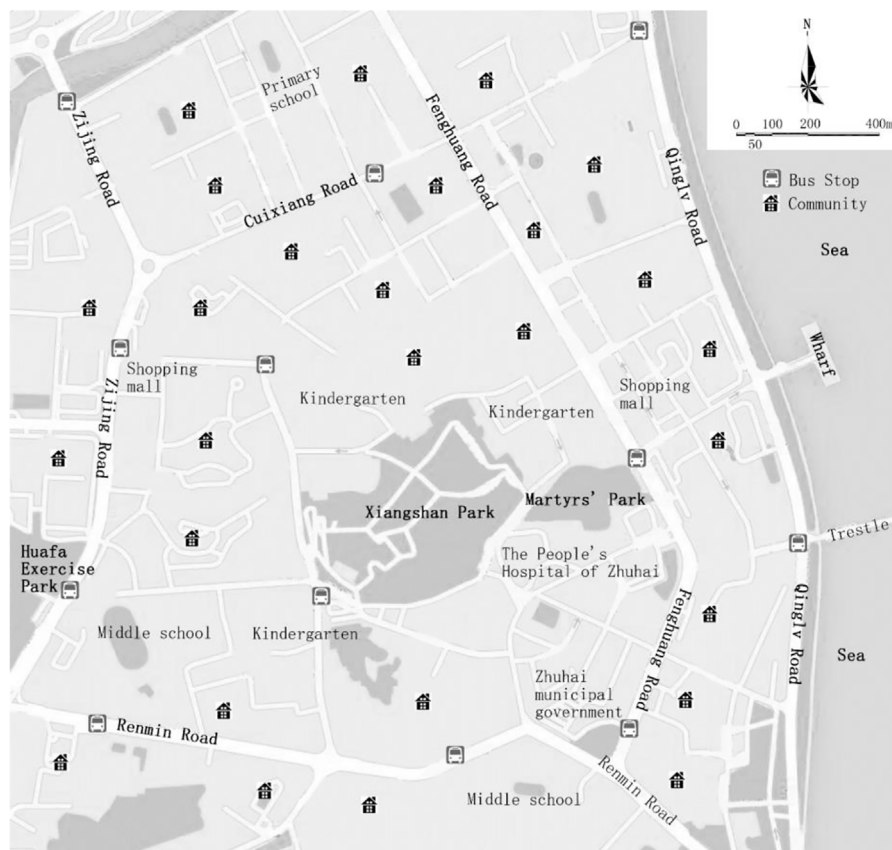 N
0 100 200 400m
50
Bus Stop
Community
Sea
Primary
school
Zijing Road
Fenghuang Road
Qinglv Road
Cuixiang Road
Wharf
Shopping
mall
Zijing Road
Kindergarten
Kindergarten
Shopping
mall
Xiangshan Park
Martyrs' Park
Trestle
Huafa
Exercise
Park
The People's
Hospital of Zhuhai
Middle school
Kindergarten
Fenghuang Road
Qinglv Road
Sea
Zhuhai
municipal
government
Renmin Road
Renmin Road
Middle school